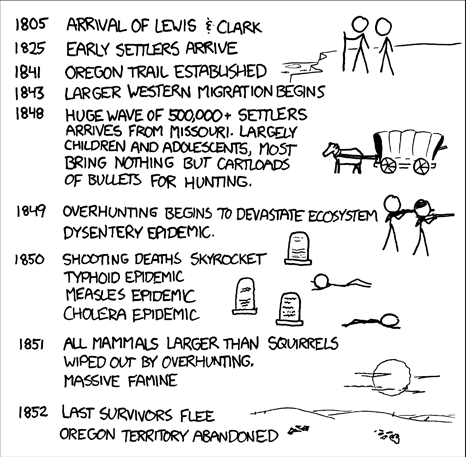 1805 ARRIVAL OF LEWIS & CLARK
1825 EARLY SETTLERS ARRIVE
1841 OREGON TRAIL ESTABLISHED
1843 LARGER WESTERN MIGRATION BEGINS
1848 HUGE WAVE OF 500,000+ SETTLERS
ARRIVES FROM MISSOURI. LARGELY
CHILDREN AND ADOLESCENTS, MOST
BRING NOTHING BUT CARTLOADS
OF BULLETS FOR HUNTING.
1849 OVERHUNTING BEGINS TO DEVASTATE ECOSYSTEM
DYSENTERY EPIDEMIC.
1850 SHOOTING DEATHS SKYROCKET
TYPHOID EPIDEMIC
MEASLES EPIDEMIC
CHOLERA EPIDEMIC
1851 ALL MAMMALS LARGER THAN SQUIRRELS
WIPED OUT BY OVERHUNTING.
MASSIVE FAMINE
1852 LAST SURVIVORS FLEE
OREGON TERRITORY ABANDONED